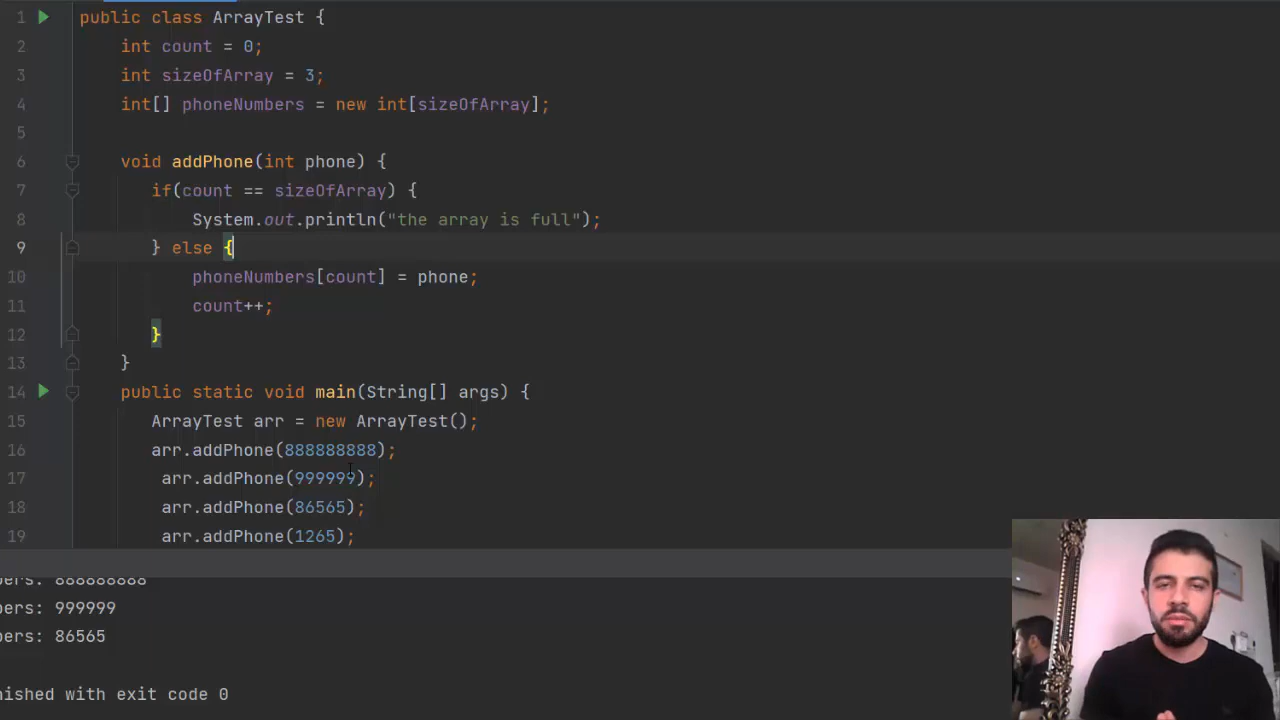 1 public class ArrayTest {
2 int count = 0;
3 int sizeOfArray = 3;
4 int[] phoneNumbers = new int[sizeOfArray];
5
6 void addPhone(int phone) {
7 if(count == sizeOfArray) {
8 System.out.println("the array is full");
9 } else {
10 phoneNumbers[count] = phone;
11 count++;
12 }
13 }
14 public static void main(String[] args) {
15 ArrayTest arr = new ArrayTest();
16 arr.addPhone(888888888);
17 arr.addPhone(999999);
18 arr.addPhone(86565);
19 arr.addPhone(1265);
bers: 888888888
bers: 999999
bers: 86565
nished with exit code 0